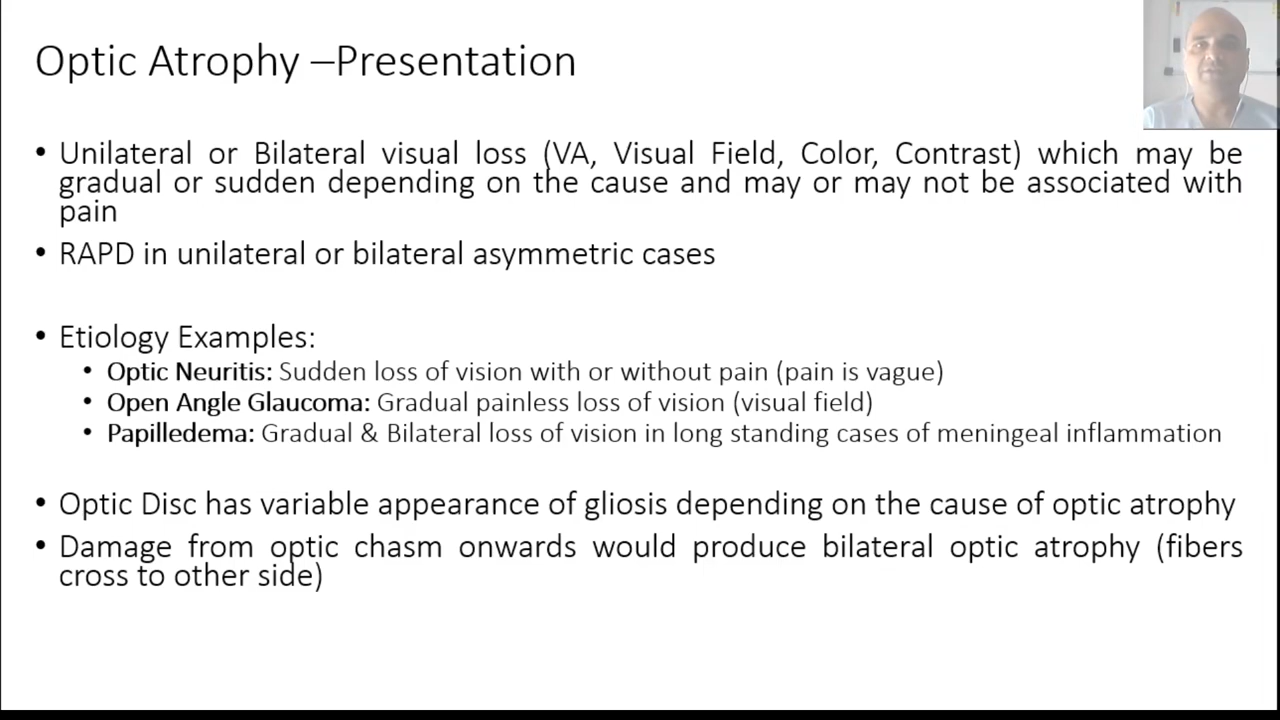 Optic Atrophy –Presentation
• Unilateral or Bilateral visual loss (VA, Visual Field, Color, Contrast) which may be
gradual or sudden depending on the cause and may or may not be associated with
pain
• RAPD in unilateral or bilateral asymmetric cases
• Etiology Examples:
• Optic Neuritis: Sudden loss of vision with or without pain (pain is vague)
• Open Angle Glaucoma: Gradual painless loss of vision (visual field)
• Papilledema: Gradual & Bilateral loss of vision in long standing cases of meningeal inflammation
• Optic Disc has variable appearance of gliosis depending on the cause of optic atrophy
• Damage from optic chasm onwards would produce bilateral optic atrophy (fibers
cross to other side)